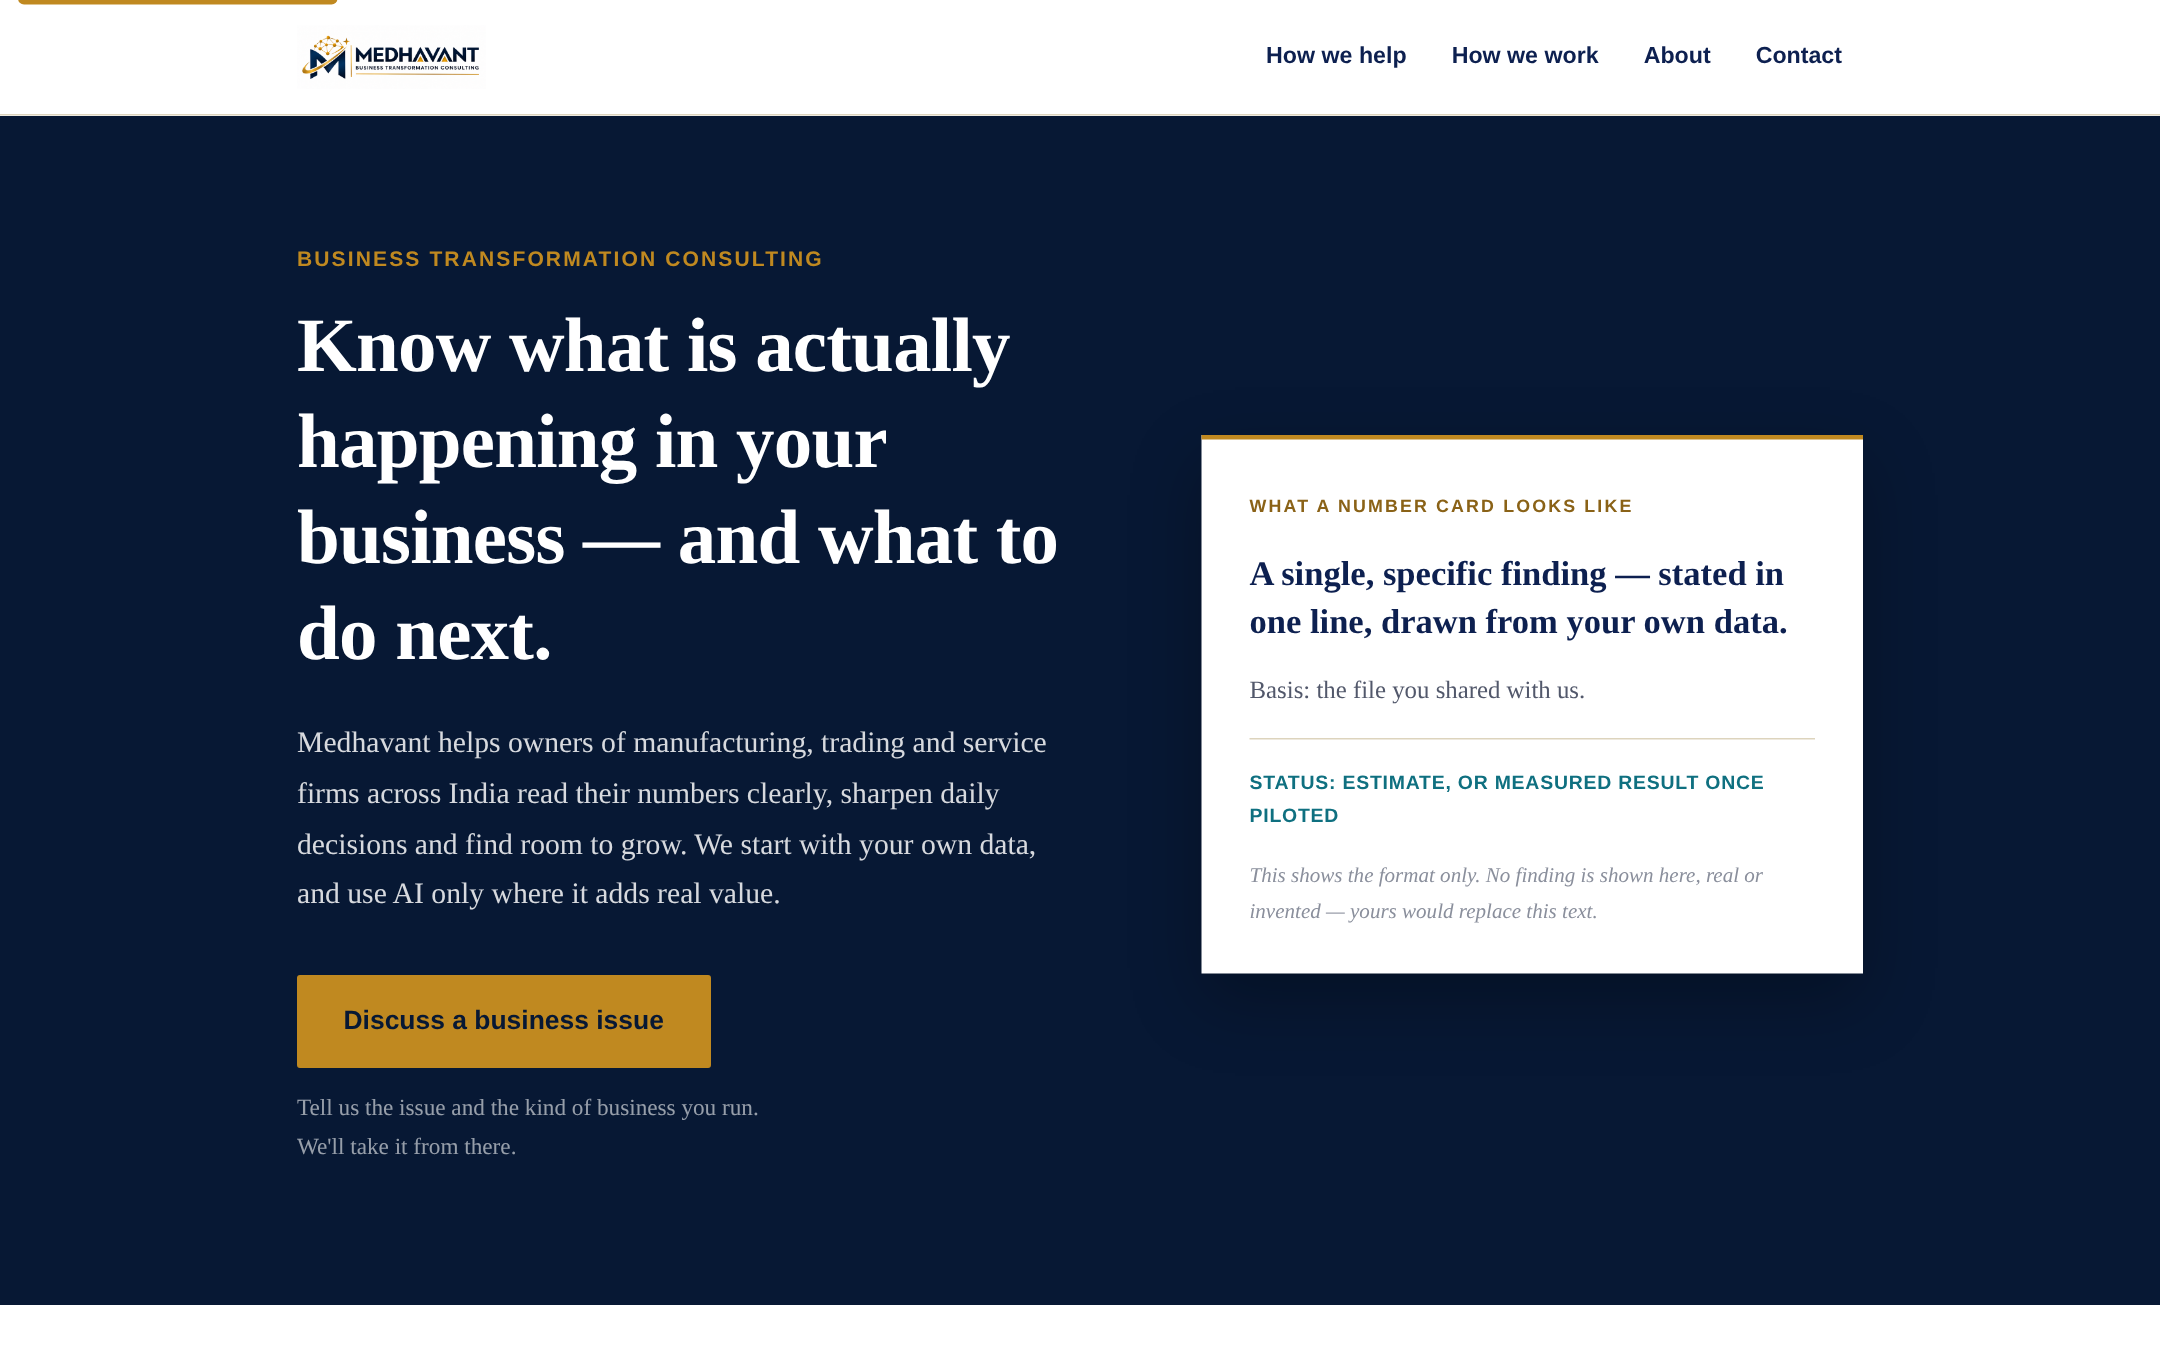 MEDHAVANT
BUSINESS TRANSFORMATION CONSULTING
How we help
How we work
About
Contact
BUSINESS TRANSFORMATION CONSULTING
Know what is actually
happening in your
business — and what to
do next.
Medhavant helps owners of manufacturing, trading and service
firms across India read their numbers clearly, sharpen daily
decisions and find room to grow. We start with your own data,
and use AI only where it adds real value.
Discuss a business issue
Tell us the issue and the kind of business you run.
We'll take it from there.
WHAT A NUMBER CARD LOOKS LIKE
A single, specific finding — stated in
one line, drawn from your own data.
Basis: the file you shared with us.
STATUS: ESTIMATE, OR MEASURED RESULT ONCE
PILOTED
This shows the format only. No finding is shown here, real or
invented — yours would replace this text.